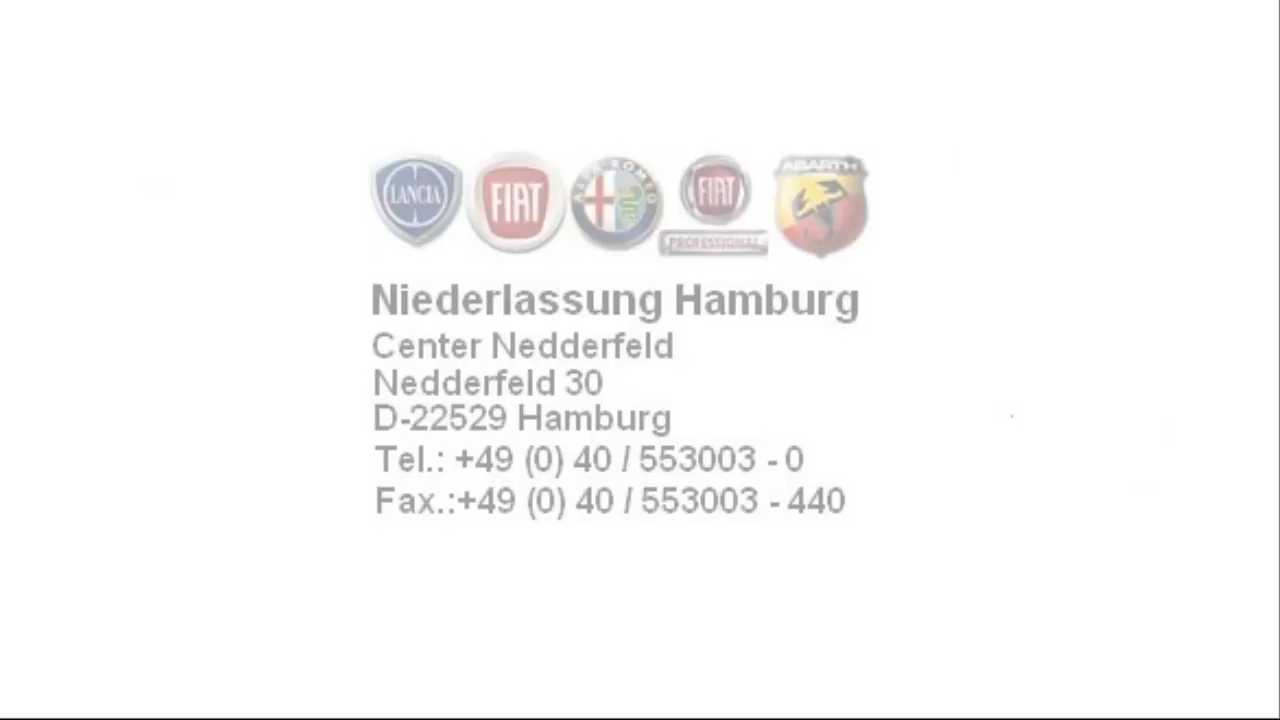 LANCIA FIAT ALFA ROMEO FIAT ABARTH
PROFESSIONAL
Niederlassung Hamburg
Center Nedderfeld
Nedderfeld 30
D-22529 Hamburg
Tel.: +49 (0) 40 / 553003 - 0
Fax.:+49 (0) 40 / 553003 - 440